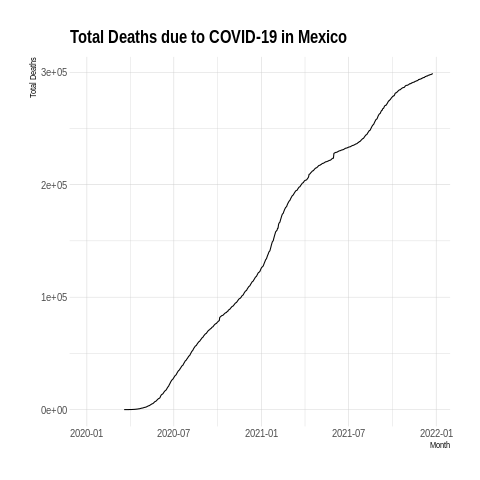 Total Deaths due to COVID-19 in Mexico
Total Deaths
3e+05
2e+05
1e+05
0e+00
2020-01 2020-07 2021-01 2021-07 2022-01
Month